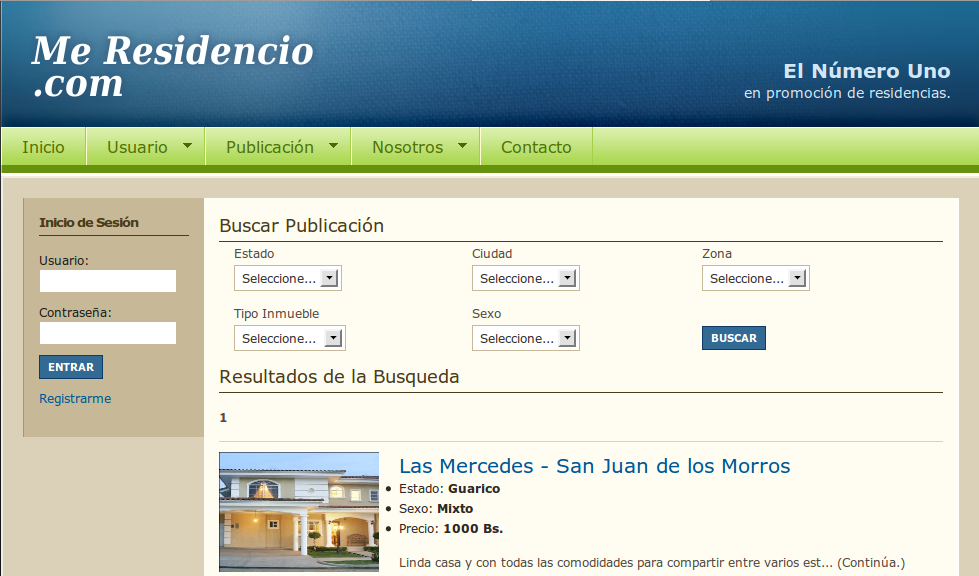 Me Residencio
.com
El Número Uno
en promoción de residencias.
Inicio Usuario Publicación Nosotros Contacto
Inicio de Sesión
Usuario:
Contraseña:
ENTRAR
Registrarme
Buscar Publicación
Estado Ciudad Zona
Seleccione... Seleccione... Seleccione...
Tipo Inmueble Sexo
Seleccione... Seleccione... BUSCAR
Resultados de la Busqueda
1
Las Mercedes - San Juan de los Morros
Estado: Guarico
Sexo: Mixto
Precio: 1000 Bs.
Linda casa y con todas las comodidades para compartir entre varios est... (Continúa.)